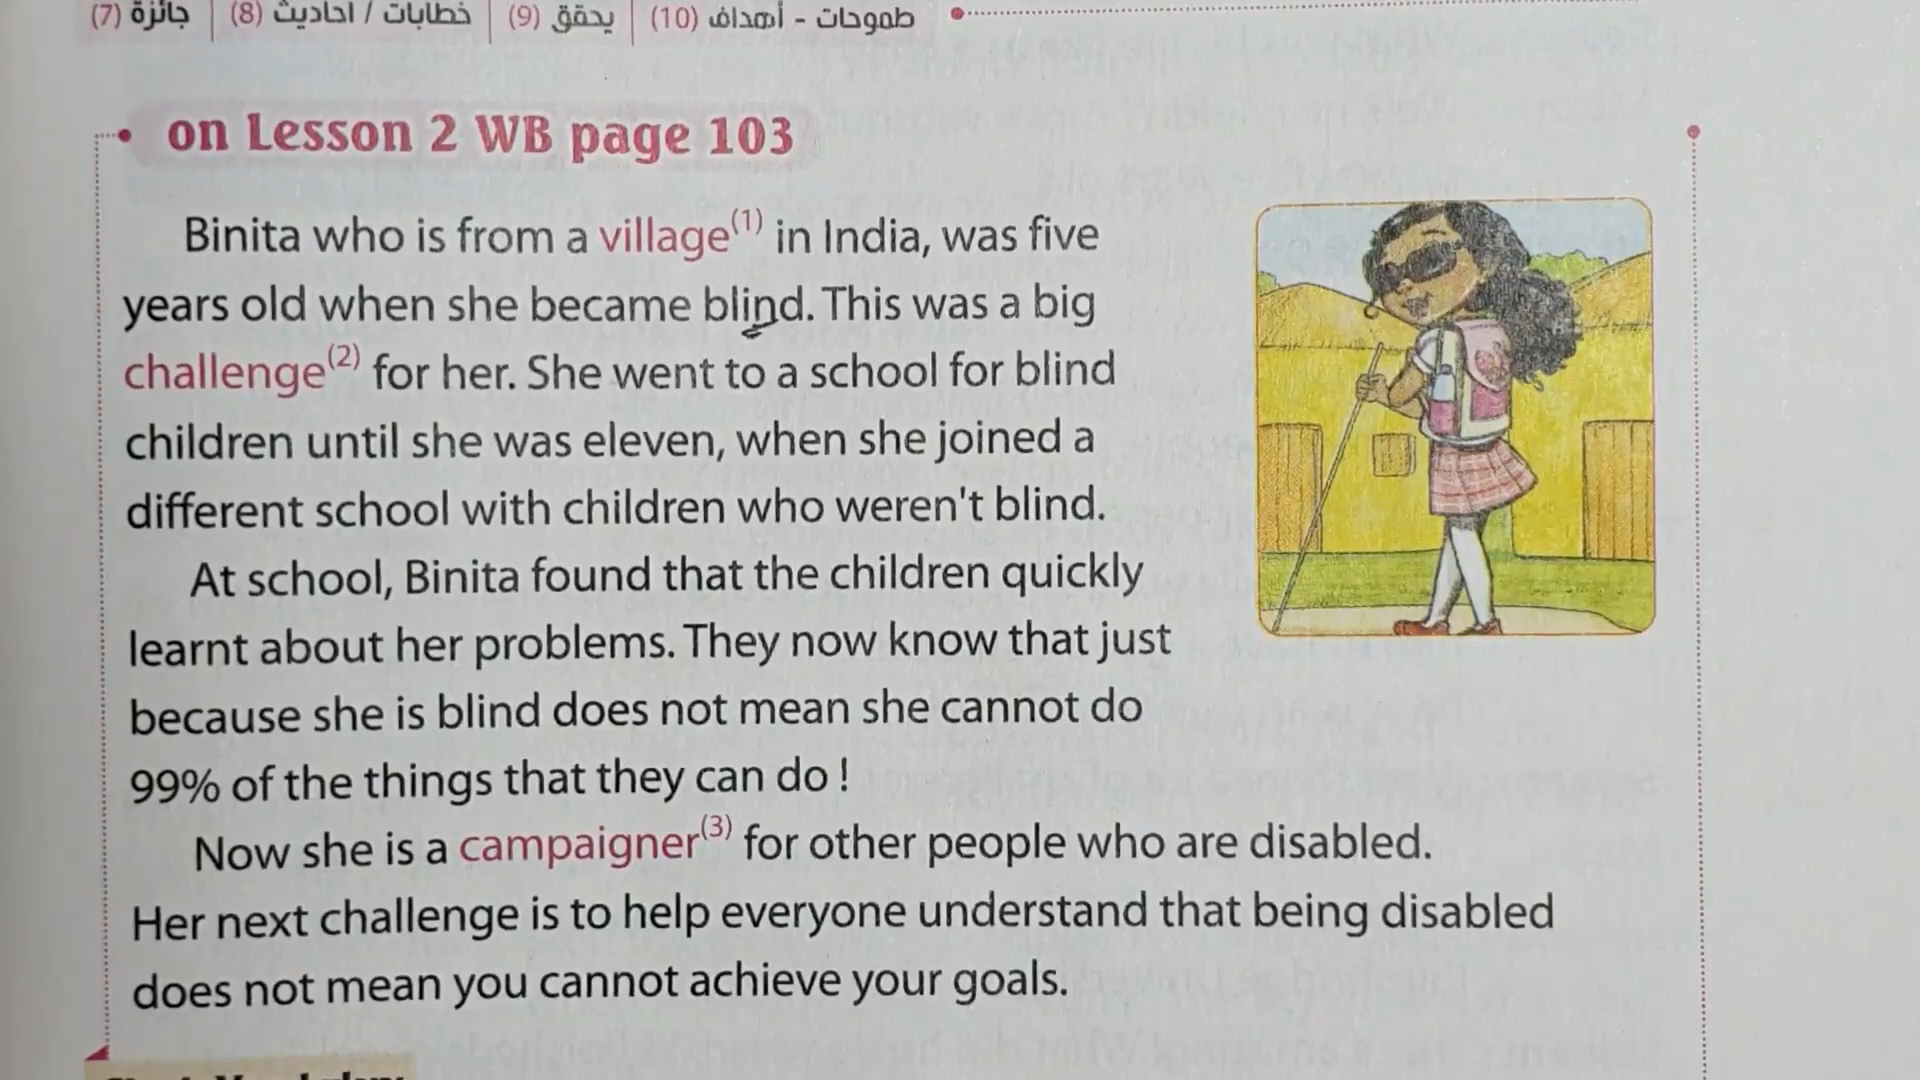 جائزة (7) | خطابات / احاديث (8) | يحقق (9) | طموحات - أهداف (10)
on Lesson 2 WB page 103
Binita who is from a village(1) in India, was five
years old when she became blind. This was a big
challenge(2) for her. She went to a school for blind
children until she was eleven, when she joined a
different school with children who weren't blind.
At school, Binita found that the children quickly
learnt about her problems. They now know that just
because she is blind does not mean she cannot do
99% of the things that they can do !
Now she is a campaigner(3) for other people who are disabled.
Her next challenge is to help everyone understand that being disabled
does not mean you cannot achieve your goals.